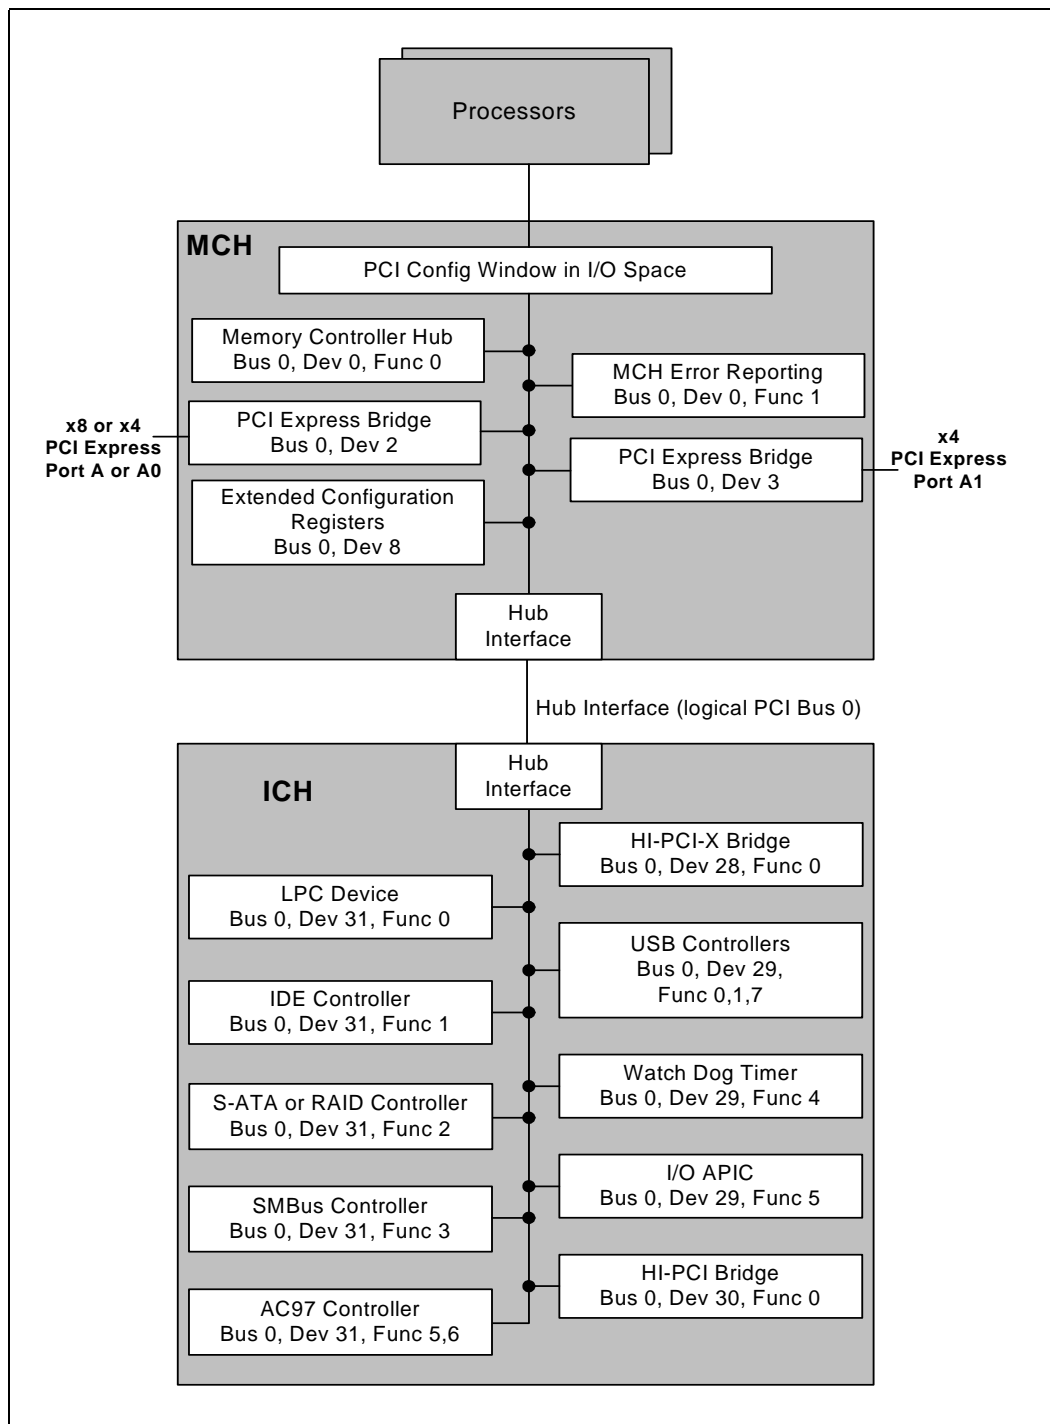 Processors
MCH
PCI Config Window in I/O Space
Memory Controller Hub
Bus 0, Dev 0, Func 0
MCH Error Reporting
Bus 0, Dev 0, Func 1
x8 or x4
PCI Express
Port A or A0
PCI Express Bridge
Bus 0, Dev 2
PCI Express Bridge
Bus 0, Dev 3
x4
PCI Express
Port A1
Extended Configuration
Registers
Bus 0, Dev 8
Hub
Interface
Hub Interface (logical PCI Bus 0)
Hub
Interface
ICH
HI-PCI-X Bridge
Bus 0, Dev 28, Func 0
LPC Device
Bus 0, Dev 31, Func 0
USB Controllers
Bus 0, Dev 29,
Func 0,1,7
IDE Controller
Bus 0, Dev 31, Func 1
Watch Dog Timer
Bus 0, Dev 29, Func 4
S-ATA or RAID Controller
Bus 0, Dev 31, Func 2
I/O APIC
Bus 0, Dev 29, Func 5
SMBus Controller
Bus 0, Dev 31, Func 3
HI-PCI Bridge
Bus 0, Dev 30, Func 0
AC97 Controller
Bus 0, Dev 31, Func 5,6